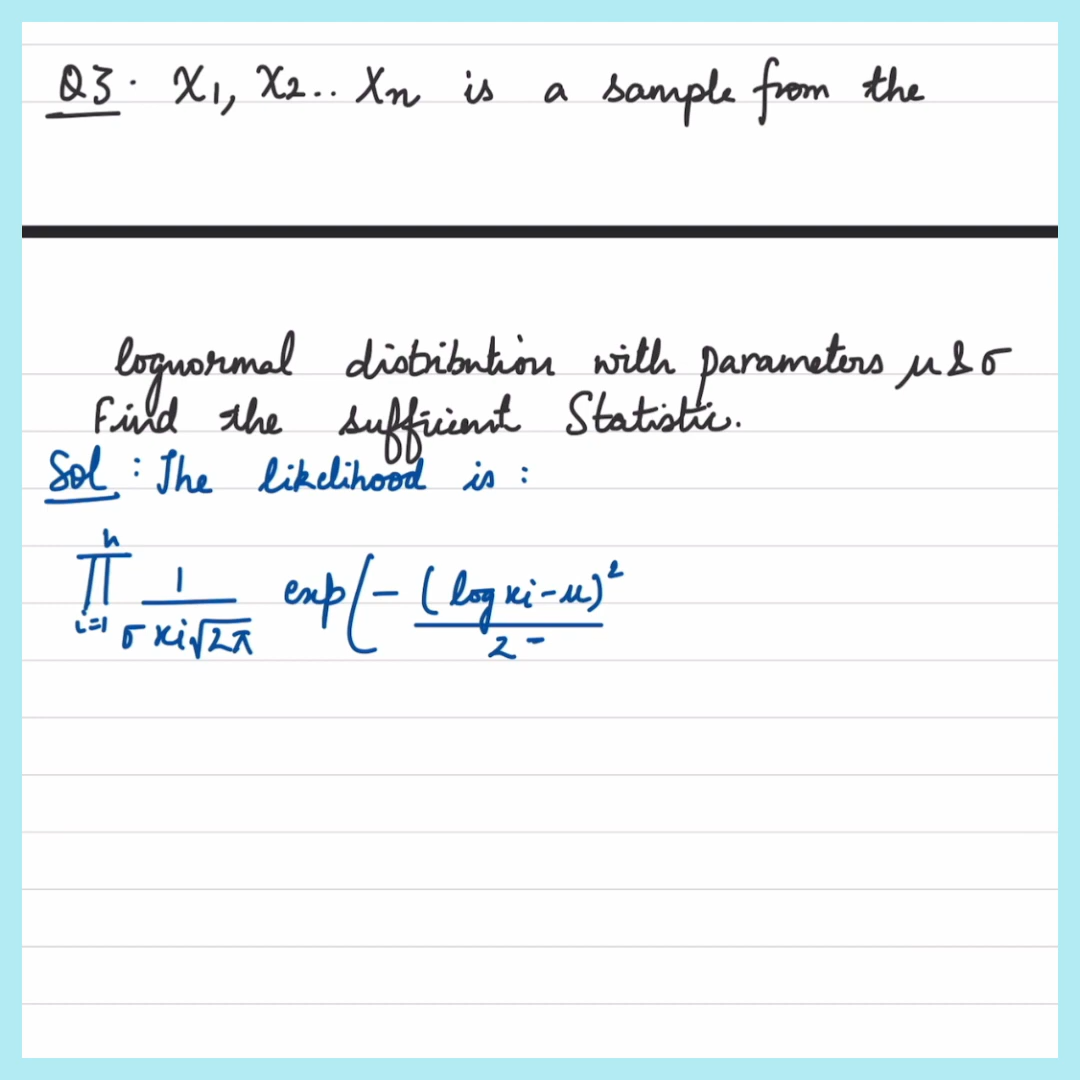 Q3. X1, X2.. Xn is a sample from the
lognormal distribution with parameters μ & σ
Find the sufficient Statistic.
Sol : The likelihood is :
n
∏ 1/(σ xi√2π) exp(- (log xi-μ)²/2 -
i=1